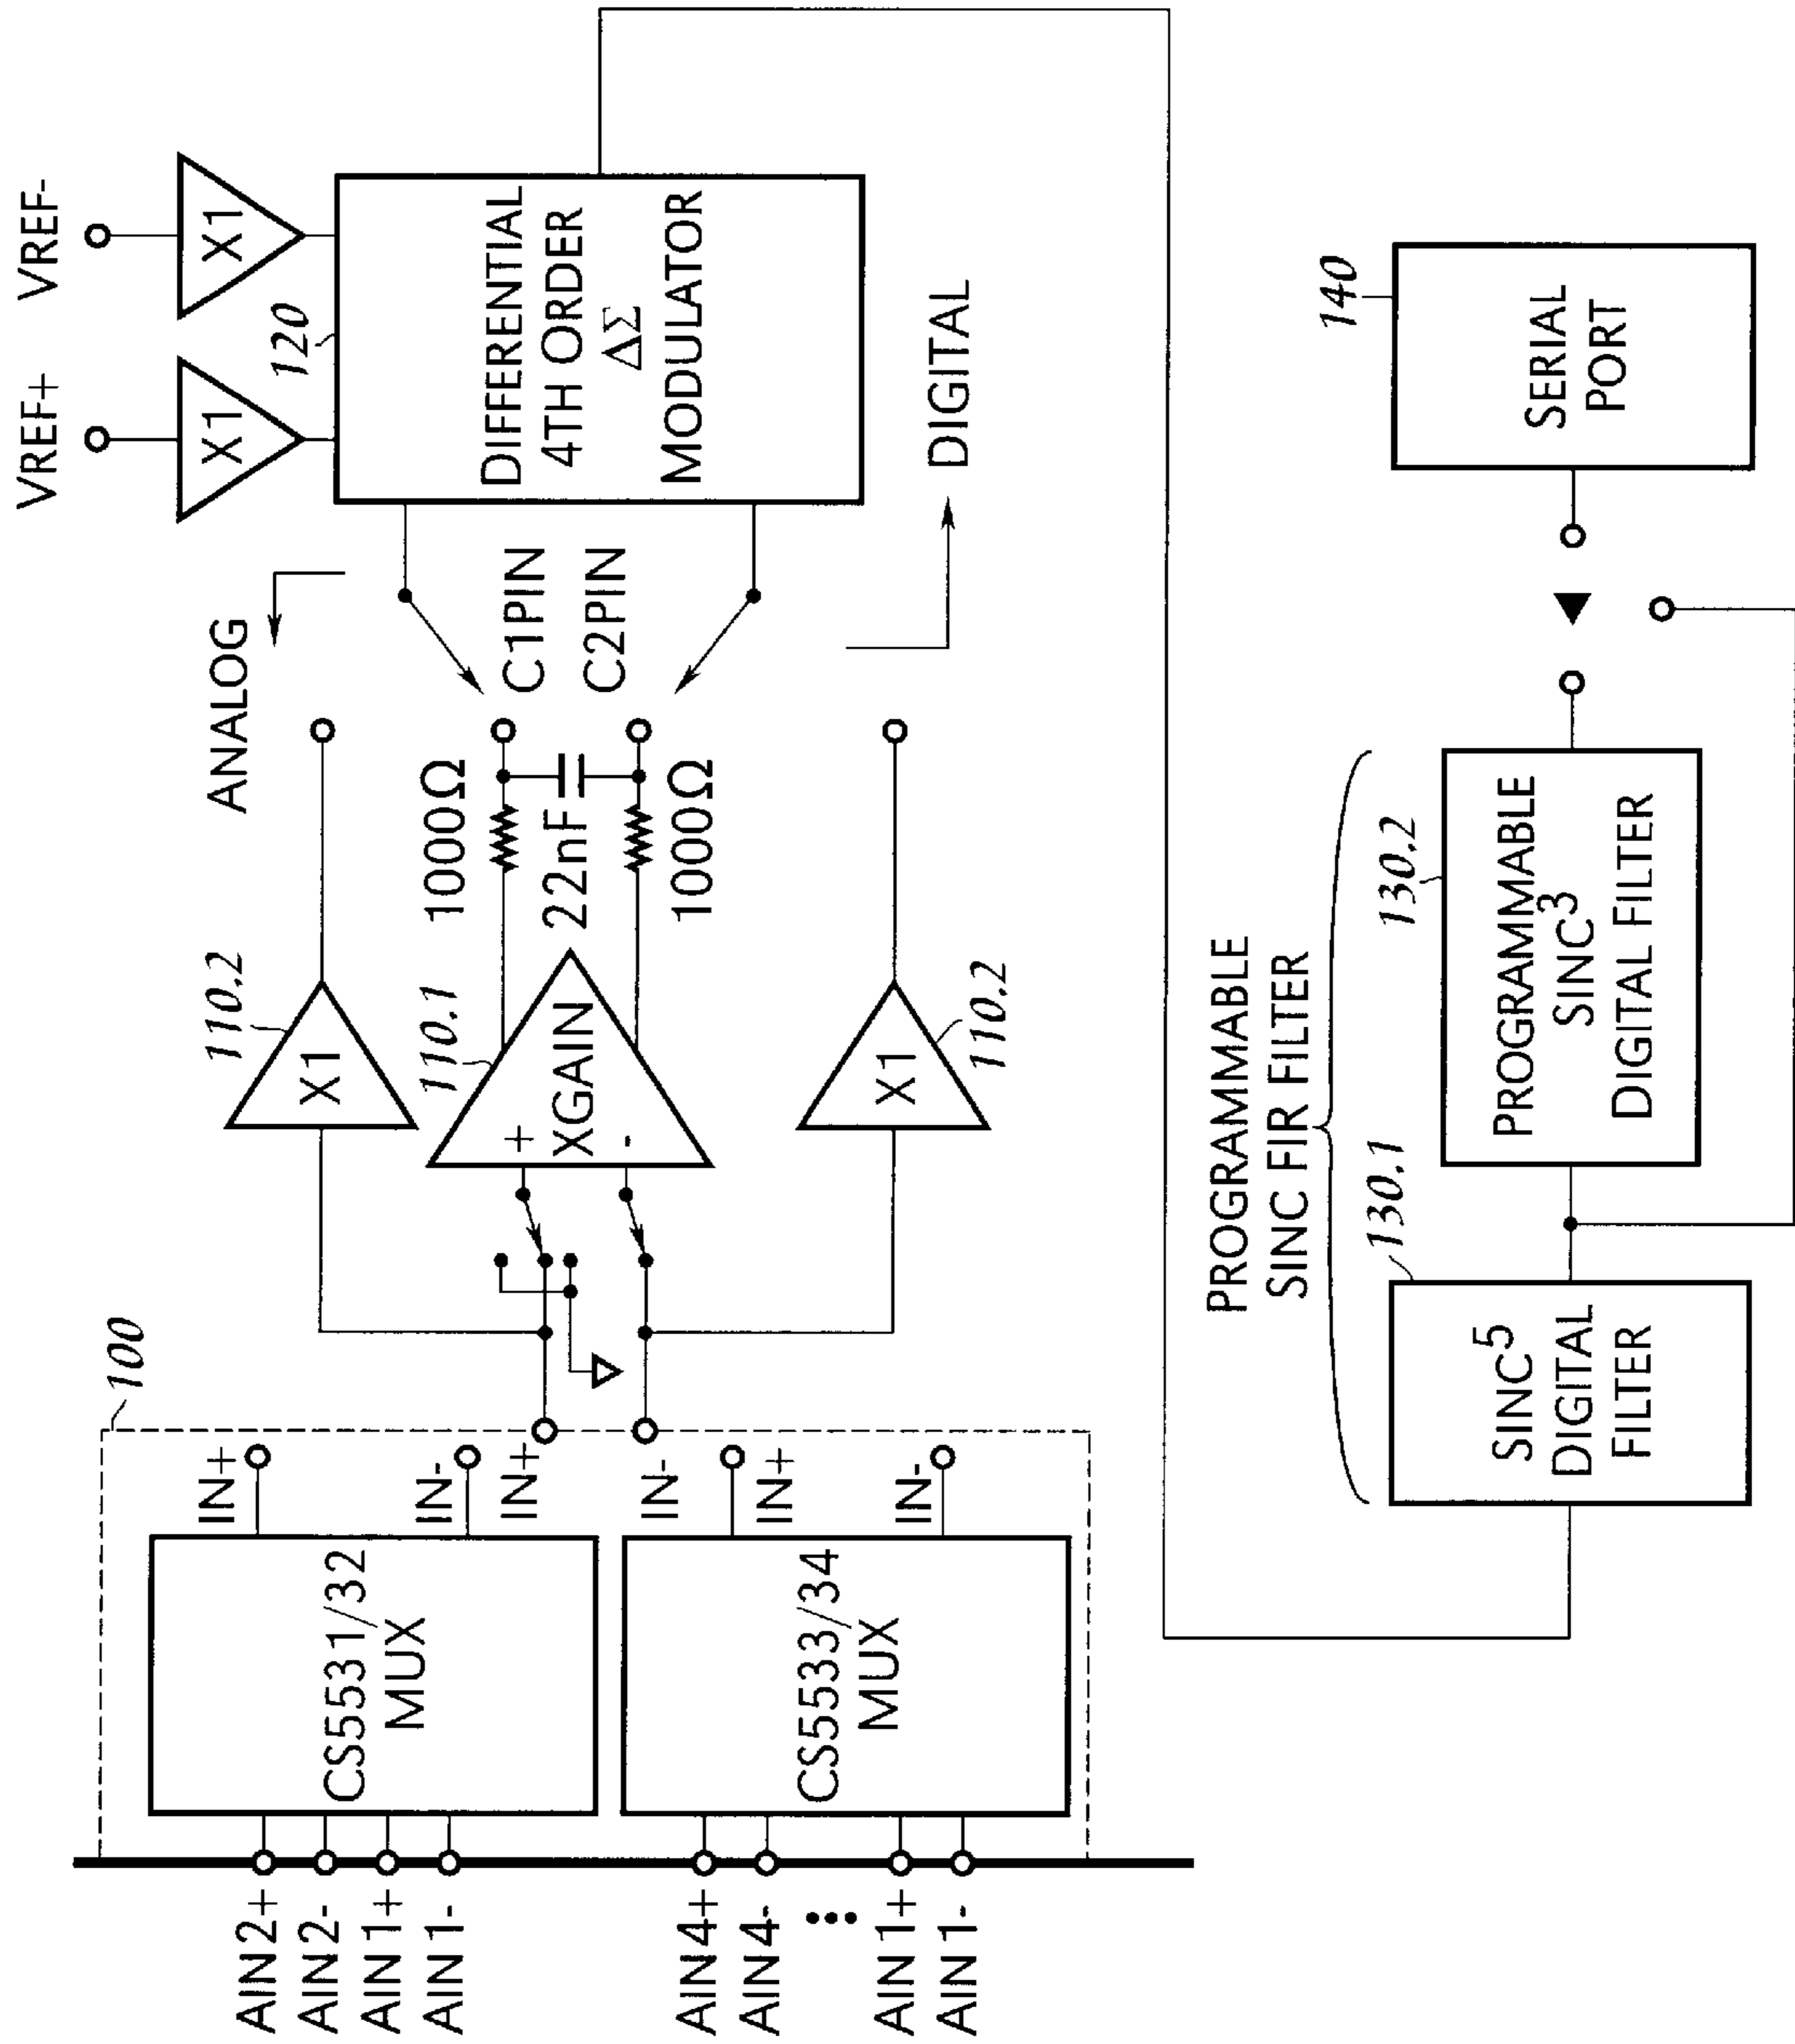 AIN2+
AIN2-
AIN1+
AIN1-
CS5531/32
MUX
IN+
IN-
AIN4+
AIN4-
AIN1+
AIN1-
CS5533/34
MUX
IN+
IN-
IN+
IN-
100
X1
110.2
+
XGAIN
-
110.1
X1
110.2
1000Ω
22nF
1000Ω
C1PIN
C2PIN
ANALOG
DIGITAL
VREF+
VREF-
X1
X1
120
DIFFERENTIAL
4TH ORDER
ΔΣ
MODULATOR
PROGRAMMABLE
SINC FIR FILTER
130.1
SINC⁵
DIGITAL
FILTER
130.2
PROGRAMMABLE
SINC³
DIGITAL FILTER
140
SERIAL
PORT